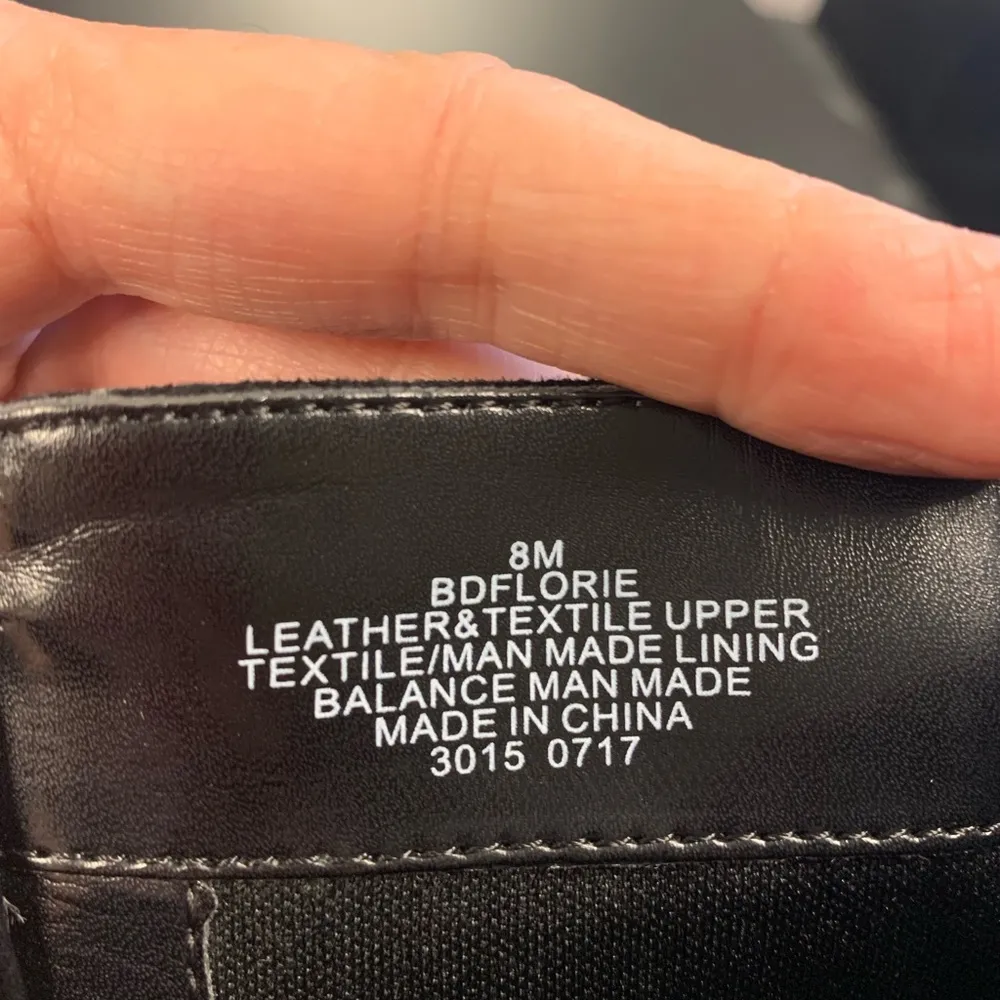 8M
BDFLORIE
LEATHER&TEXTILE UPPER
TEXTILE/MAN MADE LINING
BALANCE MAN MADE
MADE IN CHINA
3015 0717